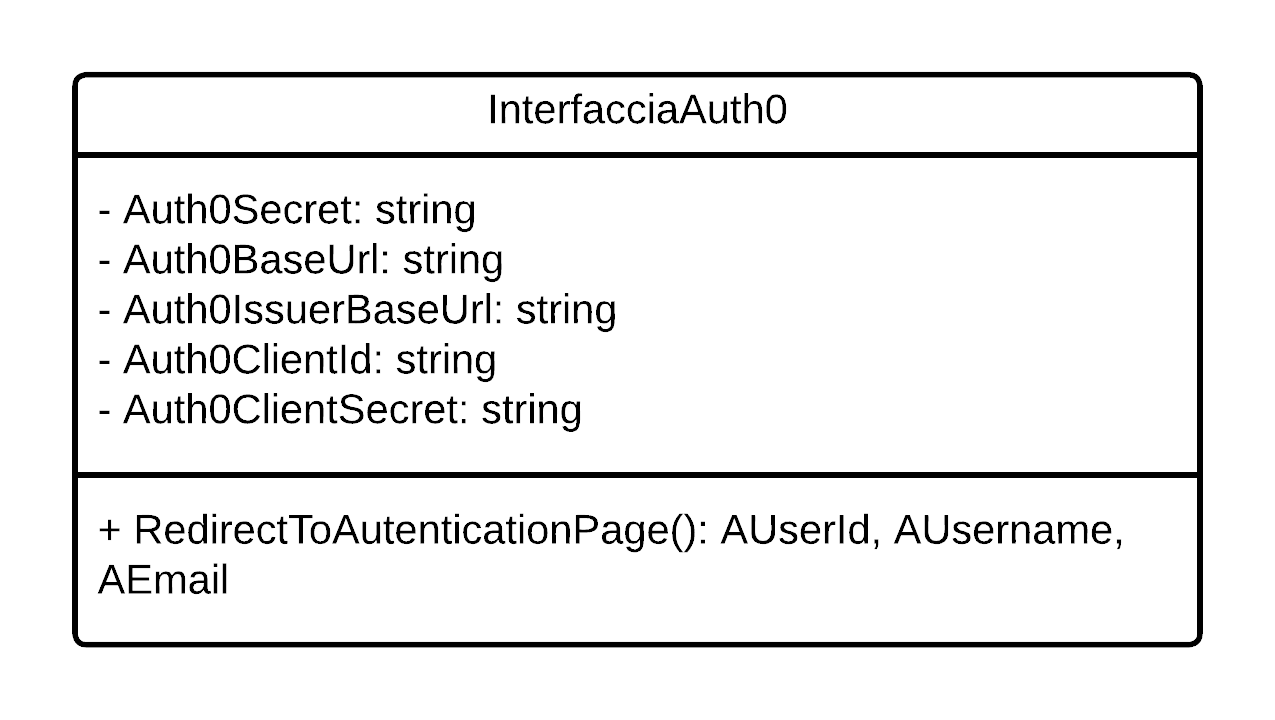 InterfacciaAuth0
- Auth0Secret: string
- Auth0BaseUrl: string
- Auth0IssuerBaseUrl: string
- Auth0ClientId: string
- Auth0ClientSecret: string
+ RedirectToAutenticationPage(): AUserId, AUsername,
AEmail